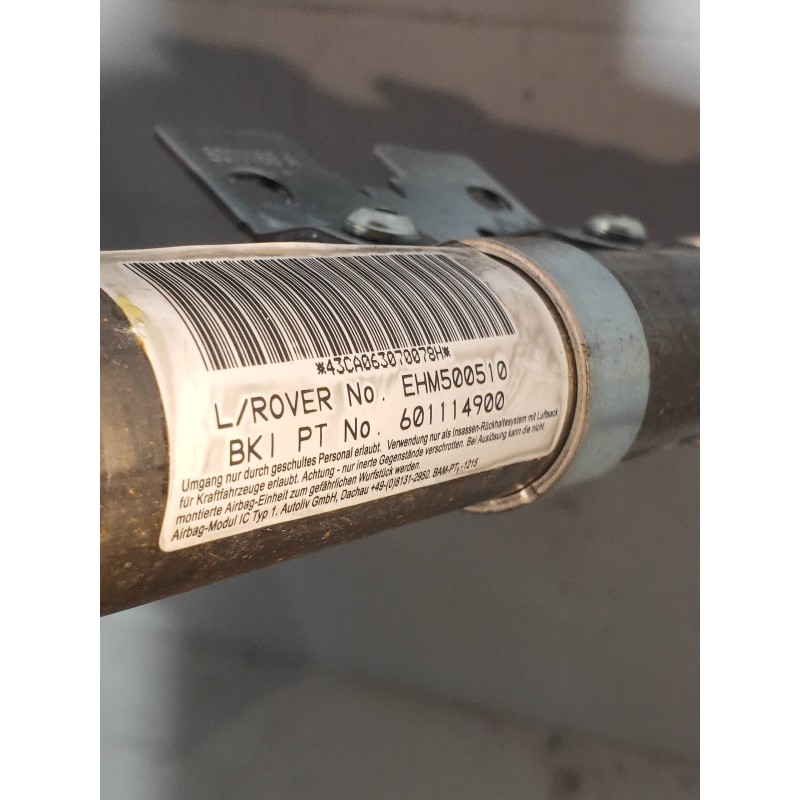 *43CA063070078H*
L/ROVER No. EHM500510
BKI PT No. 601114900
Umgang nur durch geschultes Personal erlaubt. Verwendung nur als Insassen-Rückhaltesystem mit Luftsack
für Kraftfahrzeuge erlaubt. Achtung - nur inerte Gegenstände verschrotten. Bei Auslösung kann die nicht
montierte Airbag-Einheit zum gefährlichen Wurfstück werden.
Airbag-Modul IC Typ 1. Autoliv GmbH, Dachau +49-(0)8131-2950. BAM-PT₁-1215